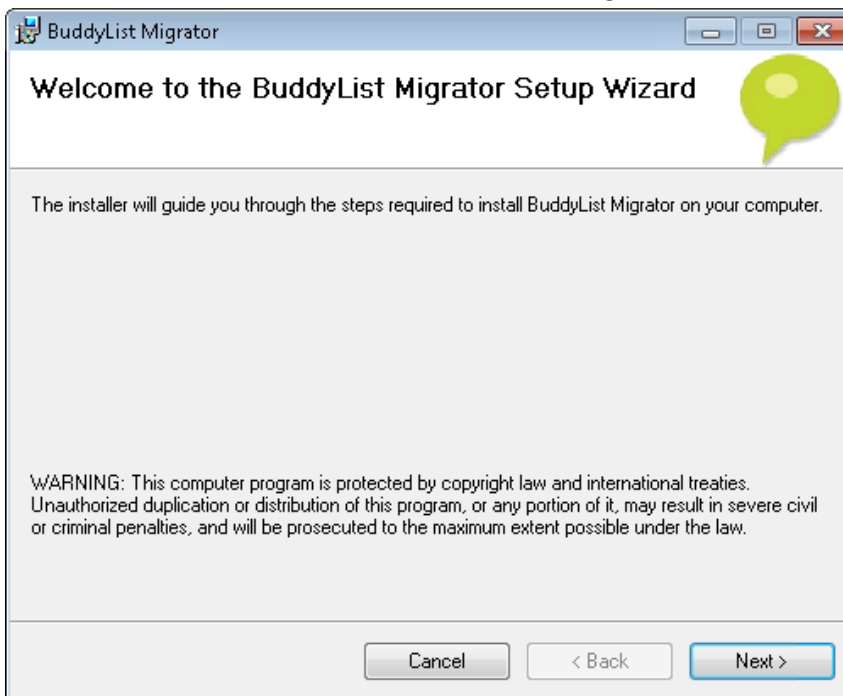 BuddyList Migrator
Welcome to the BuddyList Migrator Setup Wizard
The installer will guide you through the steps required to install BuddyList Migrator on your computer.
WARNING: This computer program is protected by copyright law and international treaties.
Unauthorized duplication or distribution of this program, or any portion of it, may result in severe civil
or criminal penalties, and will be prosecuted to the maximum extent possible under the law.
Cancel
< Back
Next >